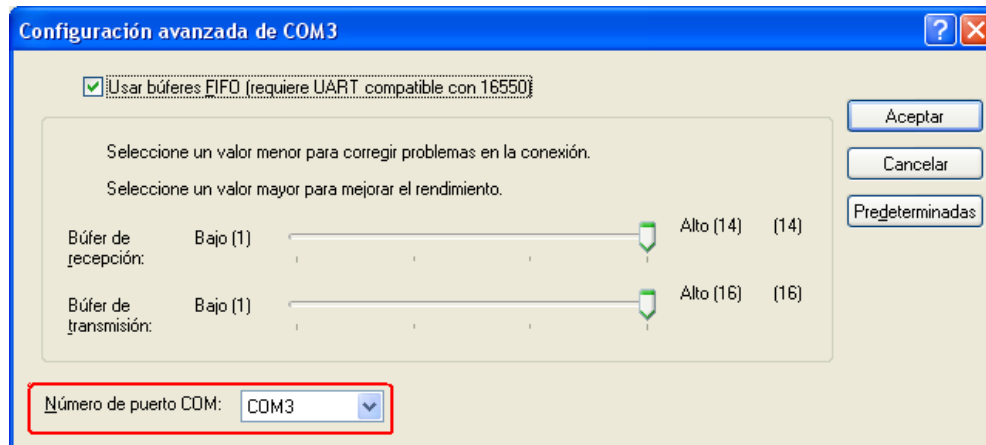 Configuración avanzada de COM3
Usar búferes FIFO (requiere UART compatible con 16550)
Aceptar
Seleccione un valor menor para corregir problemas en la conexión.
Cancelar
Seleccione un valor mayor para mejorar el rendimiento.
Predeterminadas
Búfer de recepción: Bajo (1) Alto (14) (14)
Búfer de transmisión: Bajo (1) Alto (16) (16)
Número de puerto COM: COM3